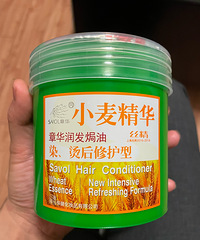 SAVOL
小麦精华
丝精
章华润发焗油
染、烫后修护型
Savol Hair Conditioner
Wheat New Intensive
Essence Refreshing Formula